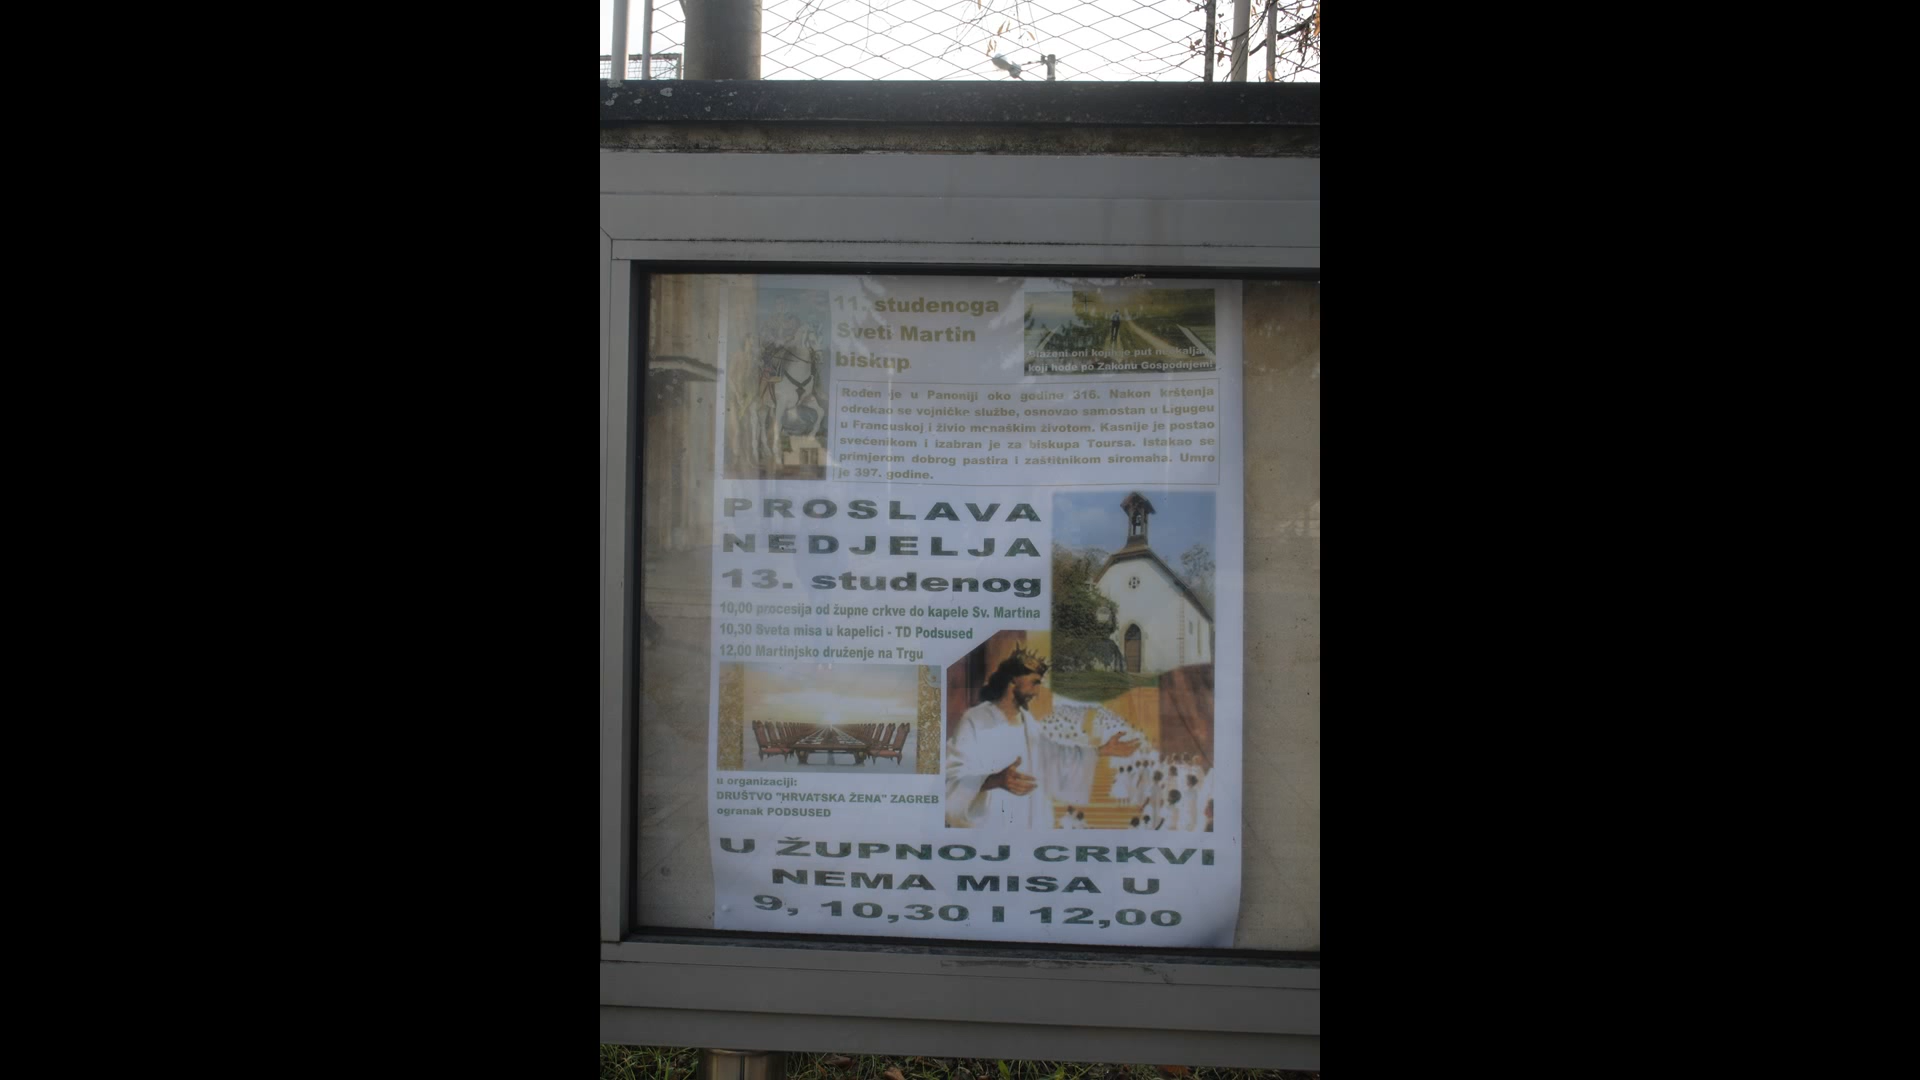 11. studenoga
Sveti Martin
biskup
Blaženi oni kojih je put neokaljan,
koji hode po Zakonu Gospodnjem!
Rođen je u Panoniji oko godine 316. Nakon krštenja
odrekao se vojničke službe, osnovao samostan u Ligugeu
u Francuskoj i živio monaškim životom. Kasnije je postao
svećenikom i izabran je za biskupa Toursa. Istakao se
primjerom dobrog pastira i zaštitnikom siromaha. Umro
je 397. godine.
PROSLAVA
NEDJELJA
13. studenog
10,00 procesija od župne crkve do kapele Sv. Martina
10,30 Sveta misa u kapelici - TD Podsused
12,00 Martinjsko druženje na Trgu
u organizaciji:
DRUŠTVO "HRVATSKA ŽENA" ZAGREB
ogranak PODSUSED
U ŽUPNOJ CRKVI
NEMA MISA U
9, 10,30 I 12,00